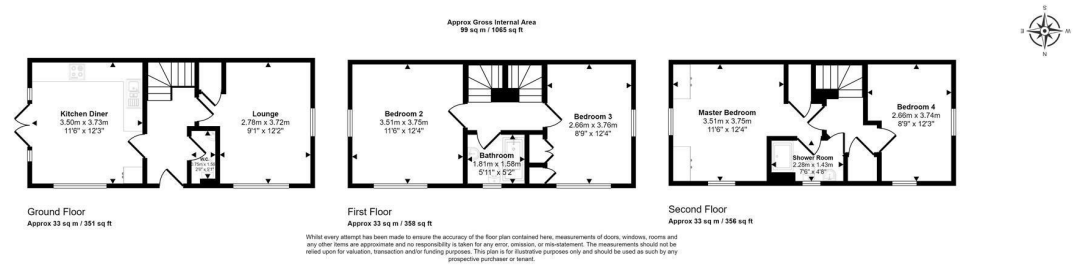 Approx Gross Internal Area
99 sq m / 1065 sq ft
S
E
W
N
Kitchen Diner
3.50m x 3.73m
11'6" x 12'3"
Lounge
2.78m x 3.72m
9'1" x 12'2"
W.C.
Ground Floor
Approx 33 sq m / 351 sq ft
Bedroom 2
3.51m x 3.75m
11'6" x 12'4"
Bedroom 3
2.66m x 3.76m
8'9" x 12'4"
Bathroom
1.81m x 1.58m
5'11" x 5'2"
First Floor
Approx 33 sq m / 358 sq ft
Master Bedroom
3.51m x 3.75m
11'6" x 12'4"
Bedroom 4
2.66m x 3.74m
8'9" x 12'3"
Shower Room
2.28m x 1.43m
7'6" x 4'8"
Second Floor
Approx 33 sq m / 356 sq ft
Whilst every attempt has been made to ensure the accuracy of the floor plan contained here, measurements of doors, windows, rooms and
any other items are approximate and no responsibility is taken for any error, omission, or mis-statement. The measurements should not be
relied upon for valuation, transaction and/or funding purposes. This plan is for illustrative purposes only and should be used as such by any
prospective purchaser or tenant.